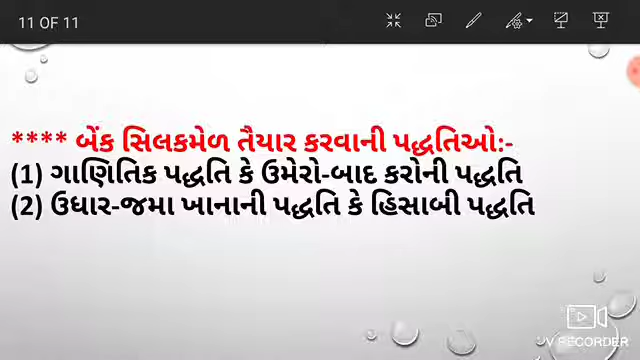 11 OF 11
**** બેંક સિલકમેળ તૈયાર કરવાની પદ્ધતિઓ:-
(1) ગાણિતિક પદ્ધતિ કે ઉમેરો-બાદ કરોની પદ્ધતિ
(2) ઉધાર-જમા ખાનાની પદ્ધતિ કે હિસાબી પદ્ધતિ
V RECORDER